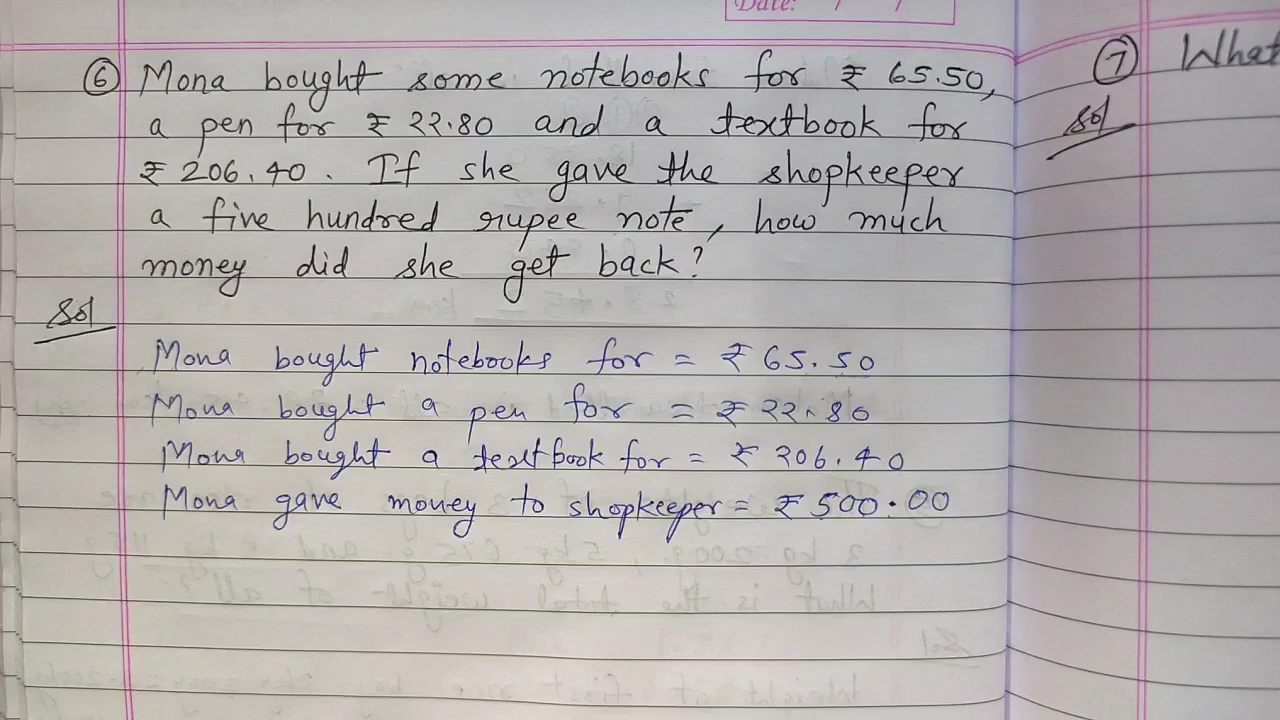 Date: / /
⑥ Mona bought some notebooks for ₹ 65.50,
a pen for ₹ 22.80 and a textbook for
₹ 206.40. If she gave the shopkeeper
a five hundred rupee note, how much
money did she get back?
Sol
Mona bought notebooks for = ₹ 65.50
Mona bought a pen for = ₹ 22.80
Mona bought a textbook for = ₹ 206.40
Mona gave money to shopkeeper = ₹ 500.00
⑦ What
Sol